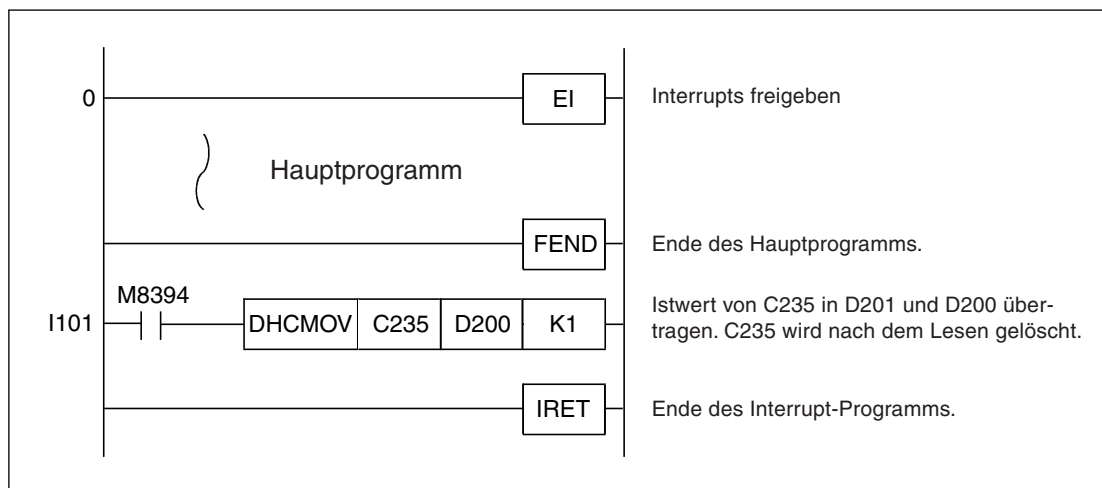 0 EI Interrupts freigeben
Hauptprogramm
FEND Ende des Hauptprogramms.
M8394
I101 DHCMOV C235 D200 K1 Istwert von C235 in D201 und D200 über-
tragen. C235 wird nach dem Lesen gelöscht.
IRET Ende des Interrupt-Programms.